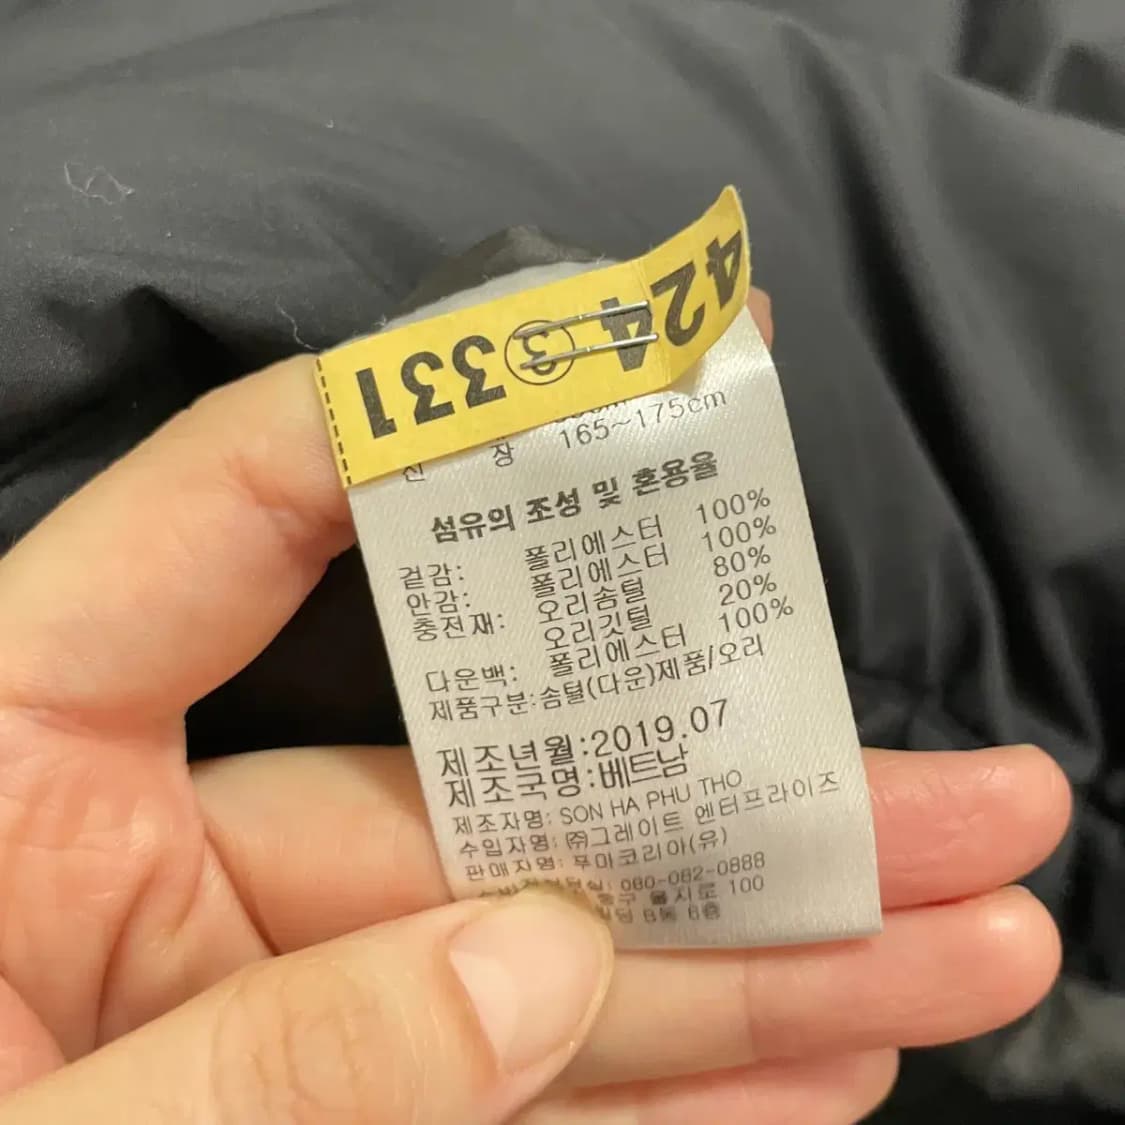 424 ③ 331
165~175cm
신 장
섬유의 조성 및 혼용율
겉감: 폴리에스터 100%
안감: 폴리에스터 100%
충전재: 오리솜털 80%
오리깃털 20%
다운백: 폴리에스터 100%
제품구분:솜털(다운)제품/오리
제조년월:2019.07
제조국명:베트남
제조자명: SON HA PHU THO
수입자명: ㈜그레이트 엔터프라이즈
판매자명: 푸마코리아(유)
080-082-0888
을지로 100
B동 6층